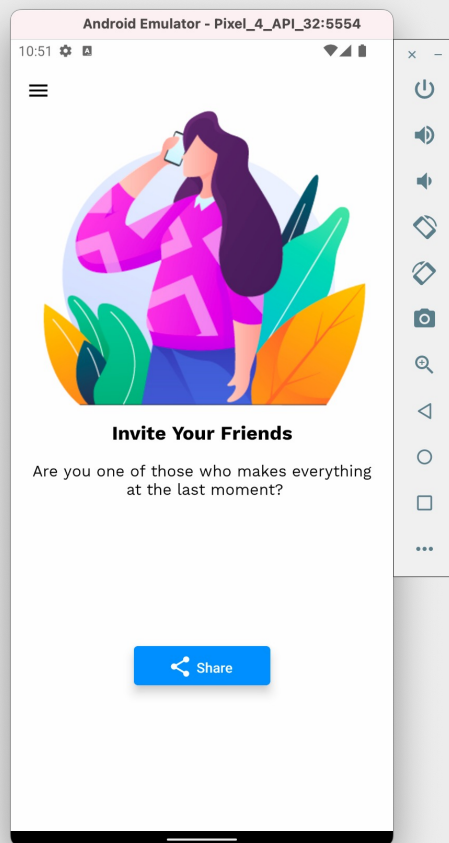 Android Emulator - Pixel_4_API_32:5554
10:51
A
Invite Your Friends
Are you one of those who makes everything
at the last moment?
Share